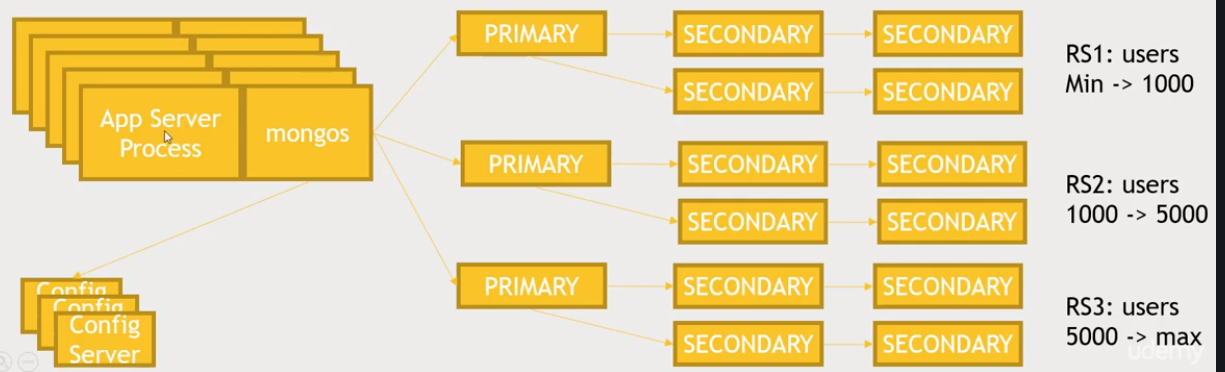 App Server
Process
mongos
Config
Config
Config
Server
PRIMARY
SECONDARY
SECONDARY
SECONDARY
SECONDARY
RS1: users
Min -> 1000
PRIMARY
SECONDARY
SECONDARY
SECONDARY
SECONDARY
RS2: users
1000 -> 5000
PRIMARY
SECONDARY
SECONDARY
SECONDARY
SECONDARY
RS3: users
5000 -> max
udemy